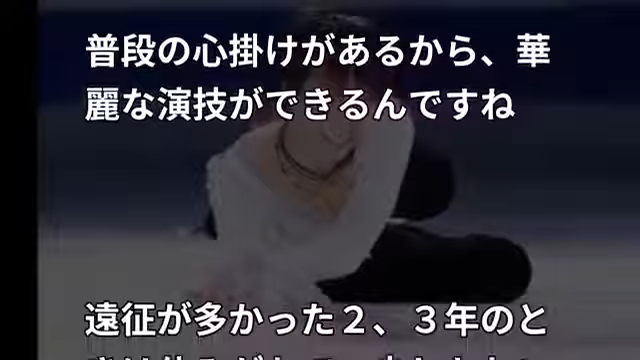 普段の心掛けがあるから、華
麗な演技ができるんですね
遠征が多かった２、３年のと